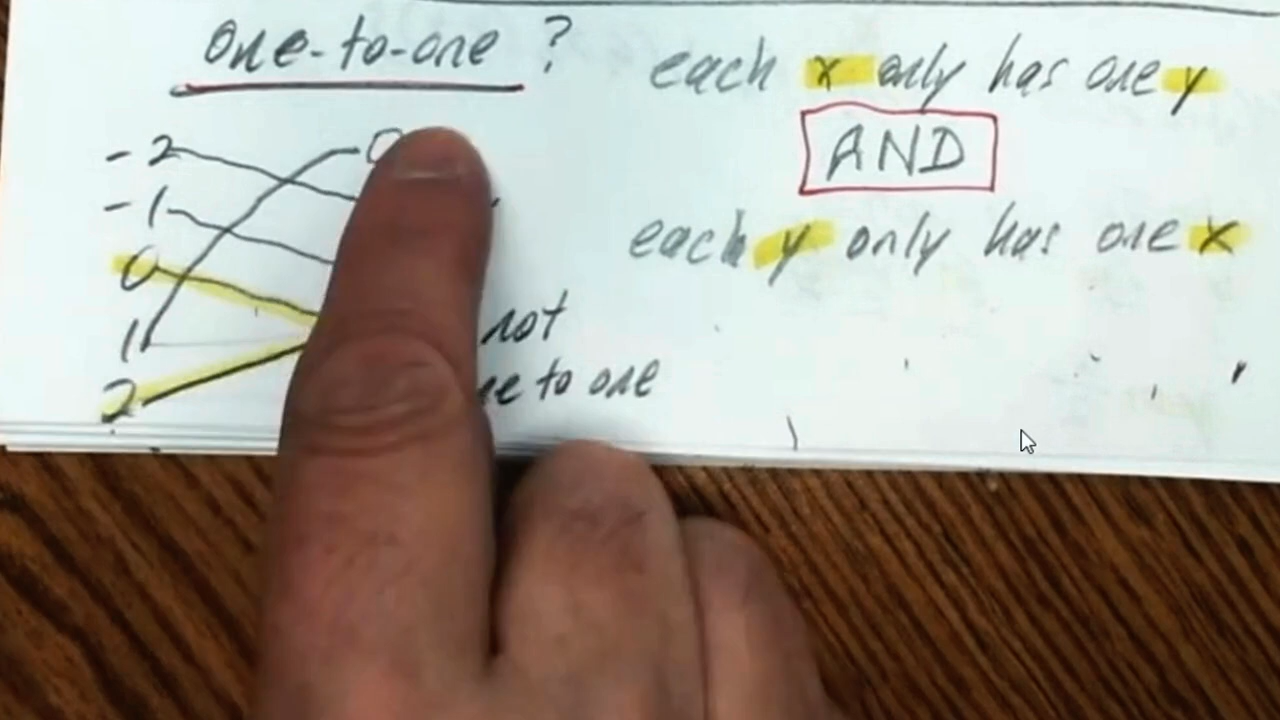 one-to-one ?
each x only has one y
AND
each y only has one x
-2 0
-1
0
1
2
not
to one